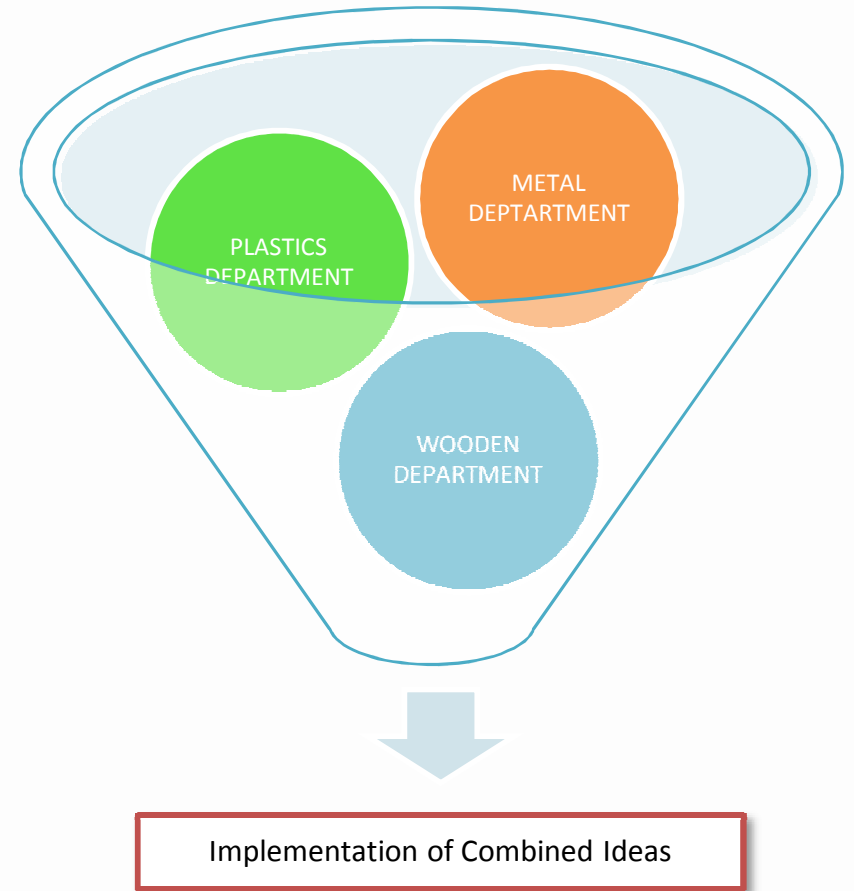 METAL
DEPTARTMENT
PLASTICS
DEPARTMENT
WOODEN
DEPARTMENT
Implementation of Combined Ideas